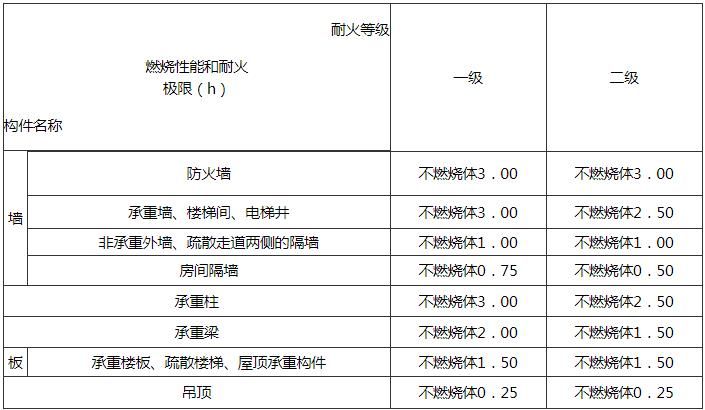 耐火等级
燃烧性能和耐火
极限（h）
构件名称
一级
二级
墙
防火墙
不燃烧体3．00
不燃烧体3．00
承重墙、楼梯间、电梯井
不燃烧体3．00
不燃烧体2．50
非承重外墙、疏散走道两侧的隔墙
不燃烧体1．00
不燃烧体1．00
房间隔墙
不燃烧体0．75
不燃烧体0．50
承重柱
不燃烧体3．00
不燃烧体2．50
承重梁
不燃烧体2．00
不燃烧体1．50
板
承重楼板、疏散楼梯、屋顶承重构件
不燃烧体1．50
不燃烧体1．50
吊顶
不燃烧体0．25
不燃烧体0．25